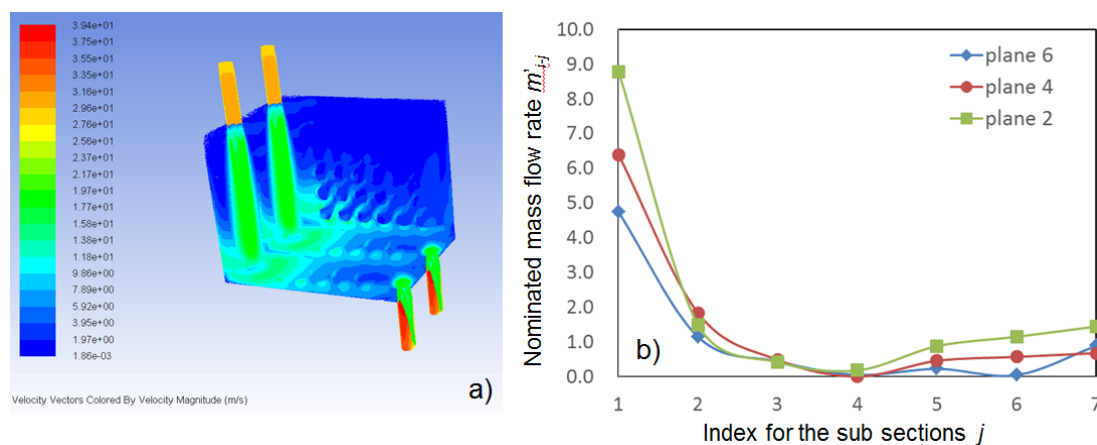 3.94e+01
3.75e+01
3.55e+01
3.35e+01
3.16e+01
2.96e+01
2.76e+01
2.56e+01
2.37e+01
2.17e+01
1.97e+01
1.78e+01
1.58e+01
1.38e+01
1.18e+01
9.86e+00
7.89e+00
5.92e+00
3.95e+00
1.97e+00
1.86e-03
Velocity Vectors Colored By Velocity Magnitude (m/s)
a)
Nominated mass flow rate m'i-j
10.0
9.0
8.0
7.0
6.0
5.0
4.0
3.0
2.0
1.0
0.0
plane 6
plane 4
plane 2
b)
1 2 3 4 5 6 7
Index for the sub sections j